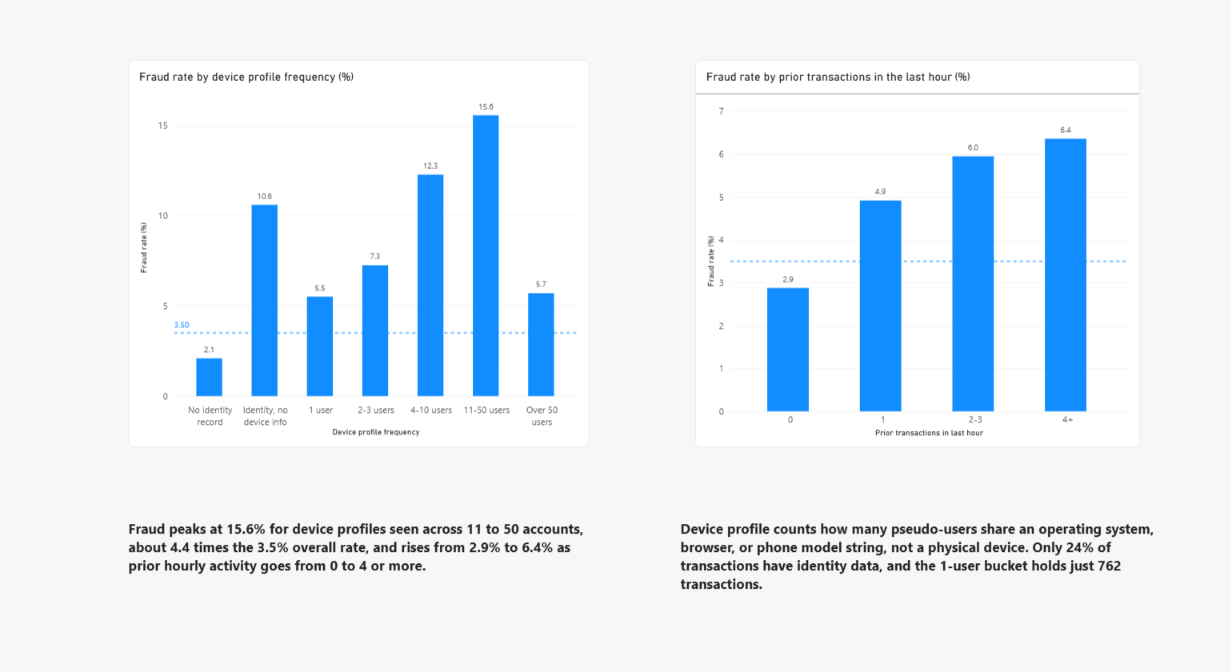 Fraud rate by device profile frequency (%)
15.6
15
12.3
10.6
10
7.3
5.5
5.7
5
3.50
2.1
0
Fraud rate (%)
No identity record
Identity, no device info
1 user
2-3 users
4-10 users
11-50 users
Over 50 users
Device profile frequency
Fraud rate by prior transactions in the last hour (%)
7
6.4
6.0
6
4.9
5
4
3
2.9
2
1
0
Fraud rate (%)
0
1
2-3
4+
Prior transactions in last hour
Fraud peaks at 15.6% for device profiles seen across 11 to 50 accounts,
about 4.4 times the 3.5% overall rate, and rises from 2.9% to 6.4% as
prior hourly activity goes from 0 to 4 or more.
Device profile counts how many pseudo-users share an operating system,
browser, or phone model string, not a physical device. Only 24% of
transactions have identity data, and the 1-user bucket holds just 762
transactions.